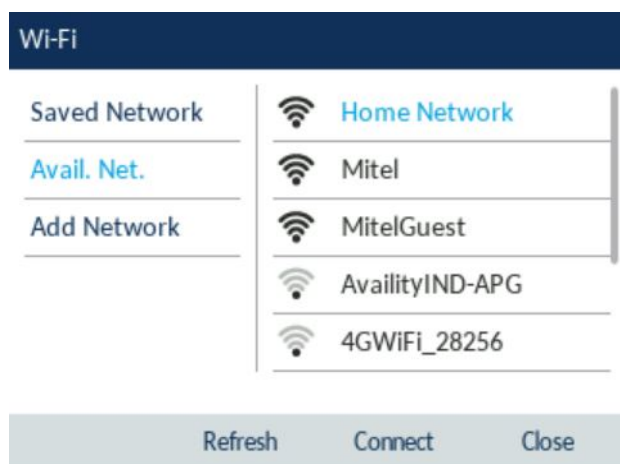 Wi-Fi
Saved Network
Avail. Net.
Add Network
Home Network
Mitel
MitelGuest
AvailityIND-APG
4GWiFi_28256
Refresh Connect Close